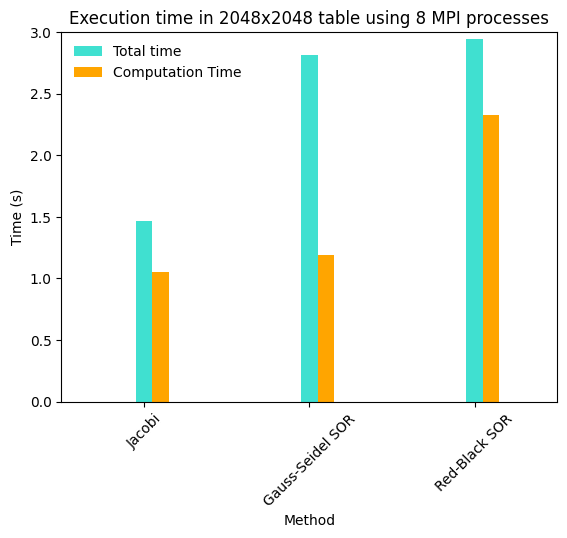 Execution time in 2048x2048 table using 8 MPI processes
Total time
Computation Time
3.0
2.5
2.0
1.5
1.0
0.5
0.0
Time (s)
Jacobi
Gauss-Seidel SOR
Red-Black SOR
Method